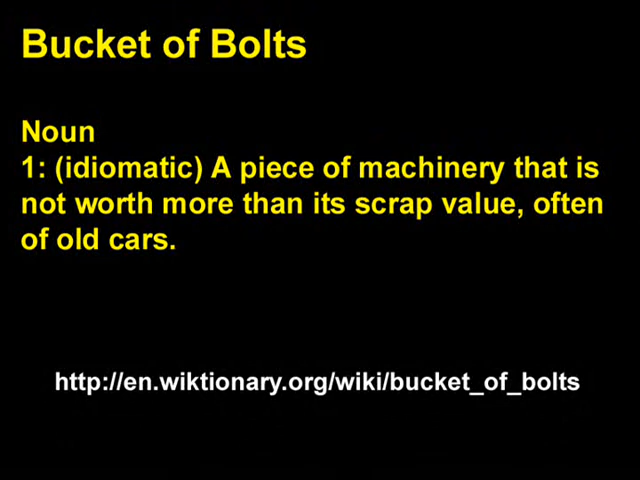 Bucket of Bolts
Noun
1: (idiomatic) A piece of machinery that is
not worth more than its scrap value, often
of old cars.
http://en.wiktionary.org/wiki/bucket_of_bolts